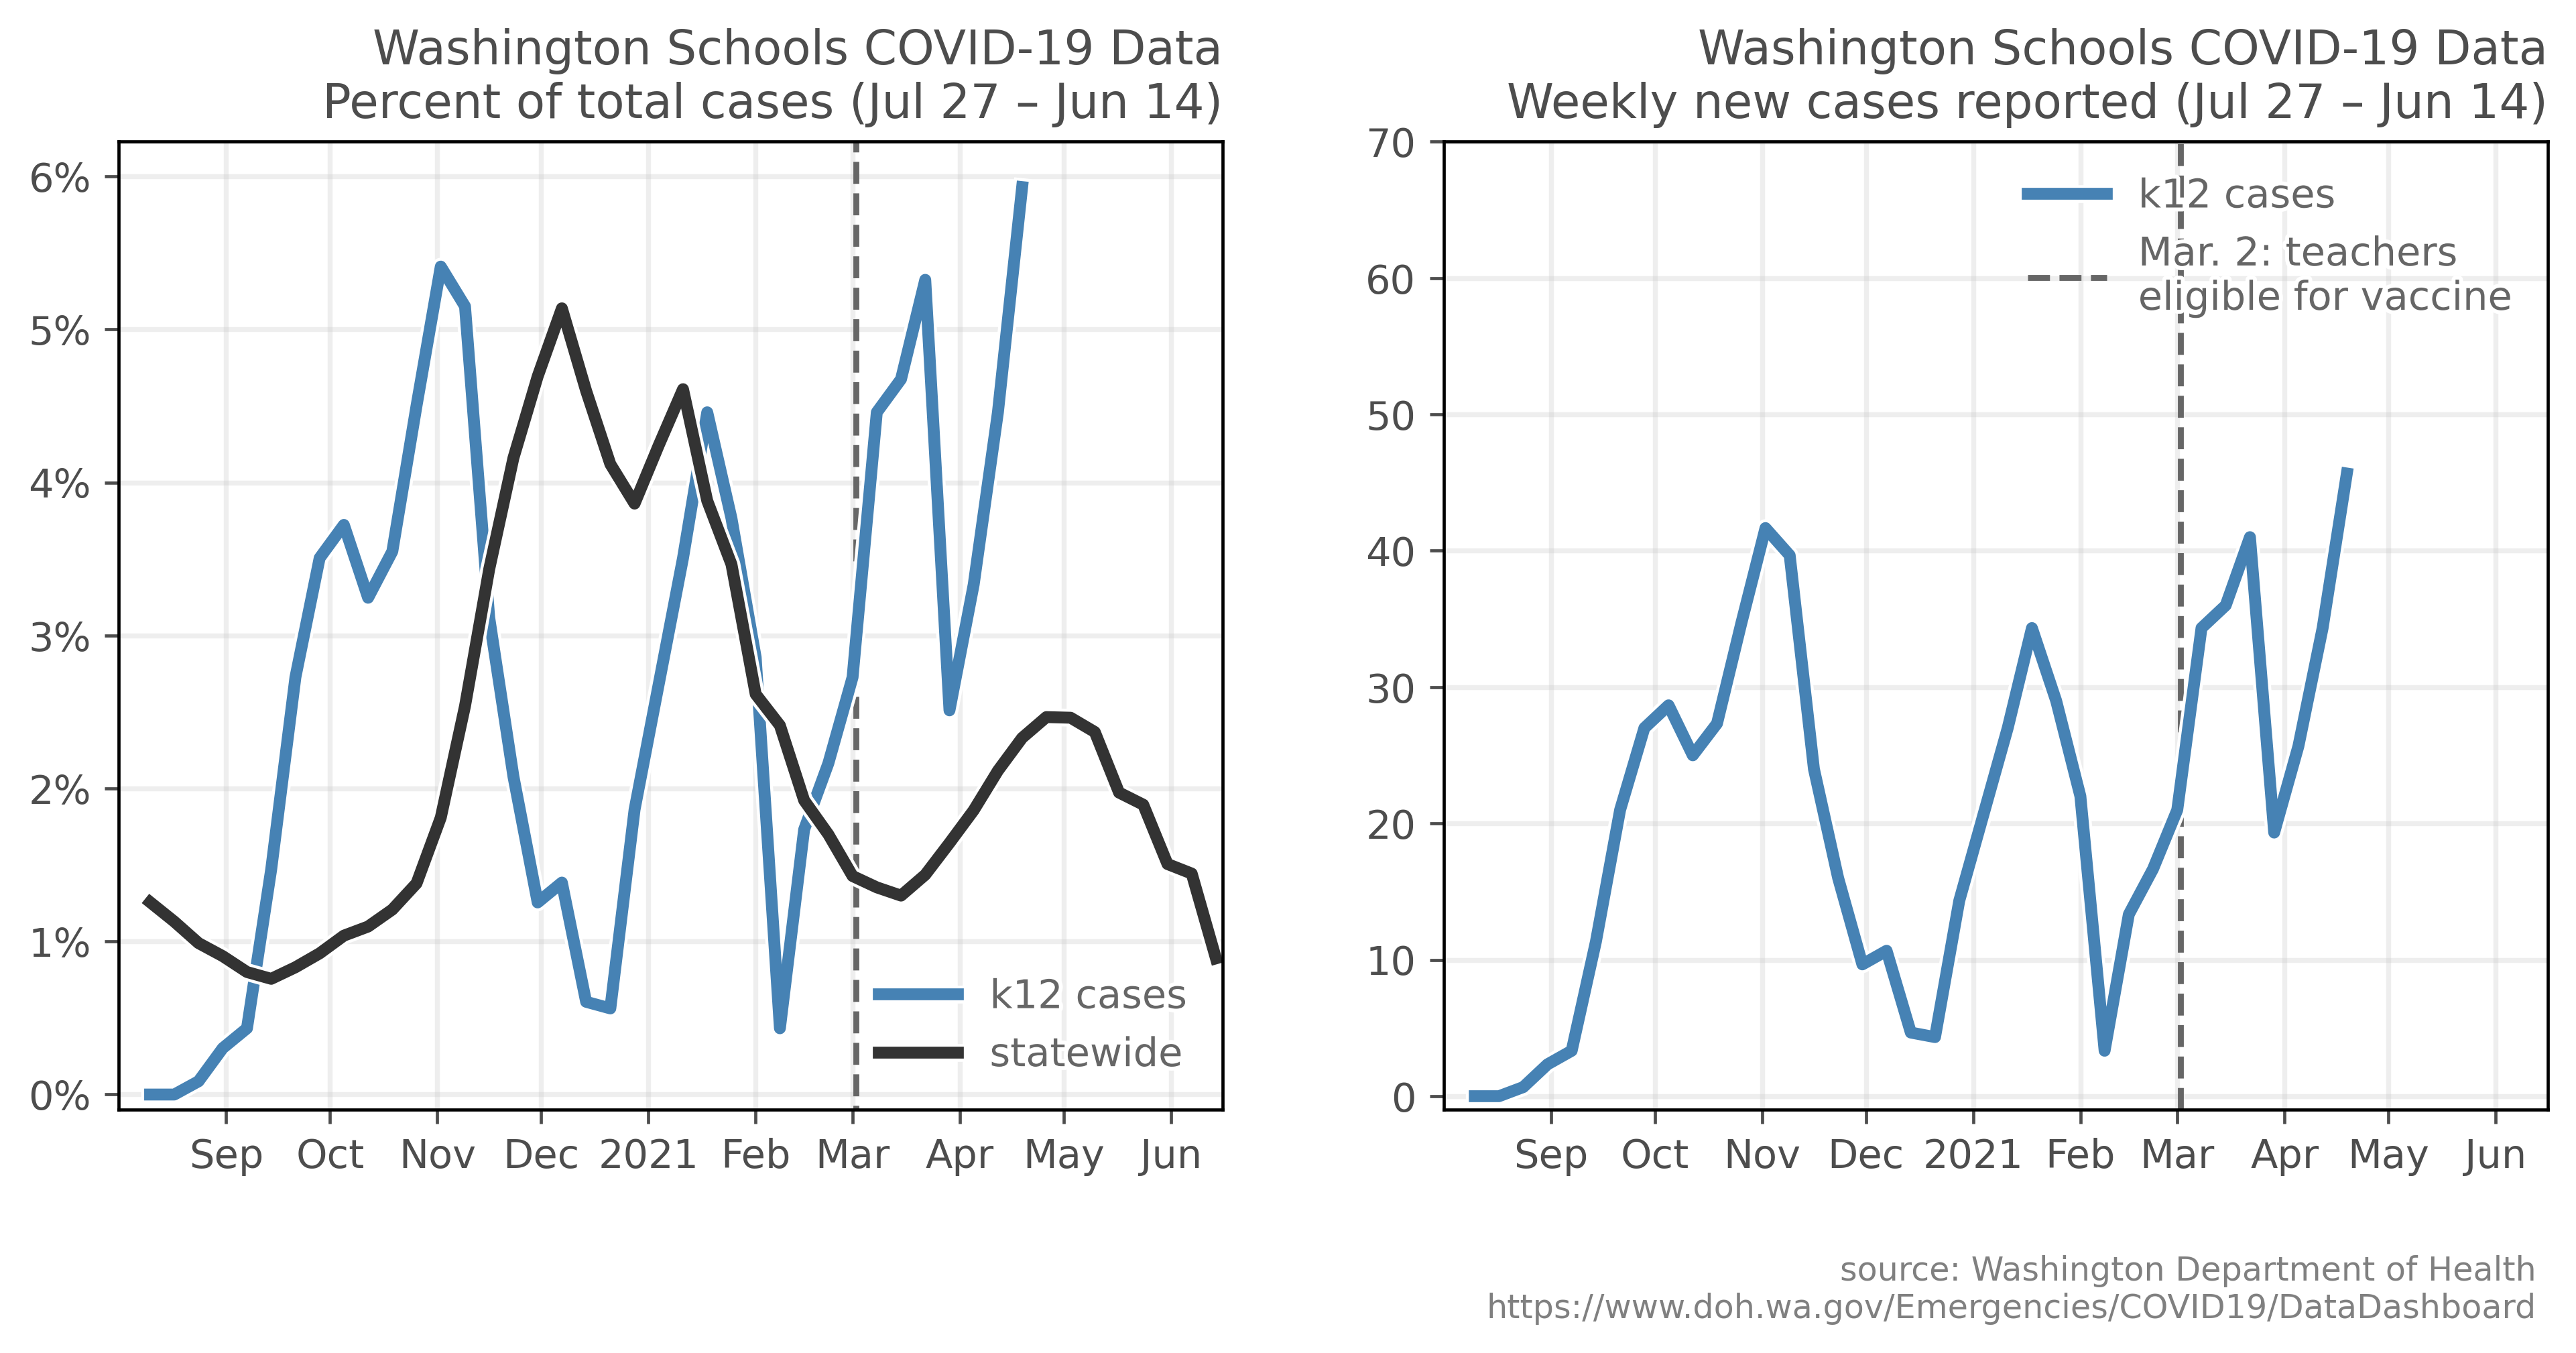 Washington Schools COVID-19 Data
Percent of total cases (Jul 27 – Jun 14)
6%
5%
4%
3%
2%
1%
0%
k12 cases
statewide
Sep Oct Nov Dec 2021 Feb Mar Apr May Jun
Washington Schools COVID-19 Data
Weekly new cases reported (Jul 27 – Jun 14)
70
60
50
40
30
20
10
0
k12 cases
Mar. 2: teachers
eligible for vaccine
Sep Oct Nov Dec 2021 Feb Mar Apr May Jun
source: Washington Department of Health
https://www.doh.wa.gov/Emergencies/COVID19/DataDashboard